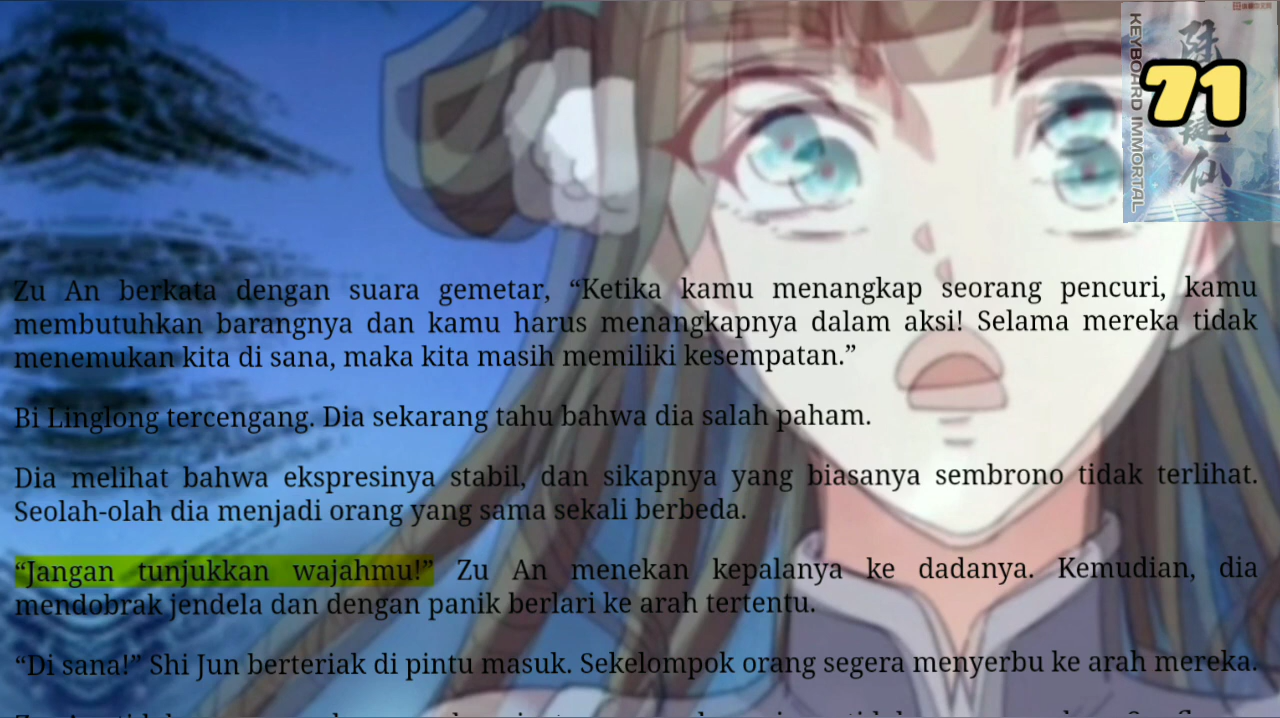 71
KEYBOARD IMMORTAL
Zu An berkata dengan suara gemetar, “Ketika kamu menangkap seorang pencuri, kamu
membutuhkan barangnya dan kamu harus menangkapnya dalam aksi! Selama mereka tidak
menemukan kita di sana, maka kita masih memiliki kesempatan.”
Bi Linglong tercengang. Dia sekarang tahu bahwa dia salah paham.
Dia melihat bahwa ekspresinya stabil, dan sikapnya yang biasanya sembrono tidak terlihat.
Seolah-olah dia menjadi orang yang sama sekali berbeda.
“Jangan tunjukkan wajahmu!” Zu An menekan kepalanya ke dadanya. Kemudian, dia
mendobrak jendela dan dengan panik berlari ke arah tertentu.
“Di sana!” Shi Jun berteriak di pintu masuk. Sekelompok orang segera menyerbu ke arah mereka.